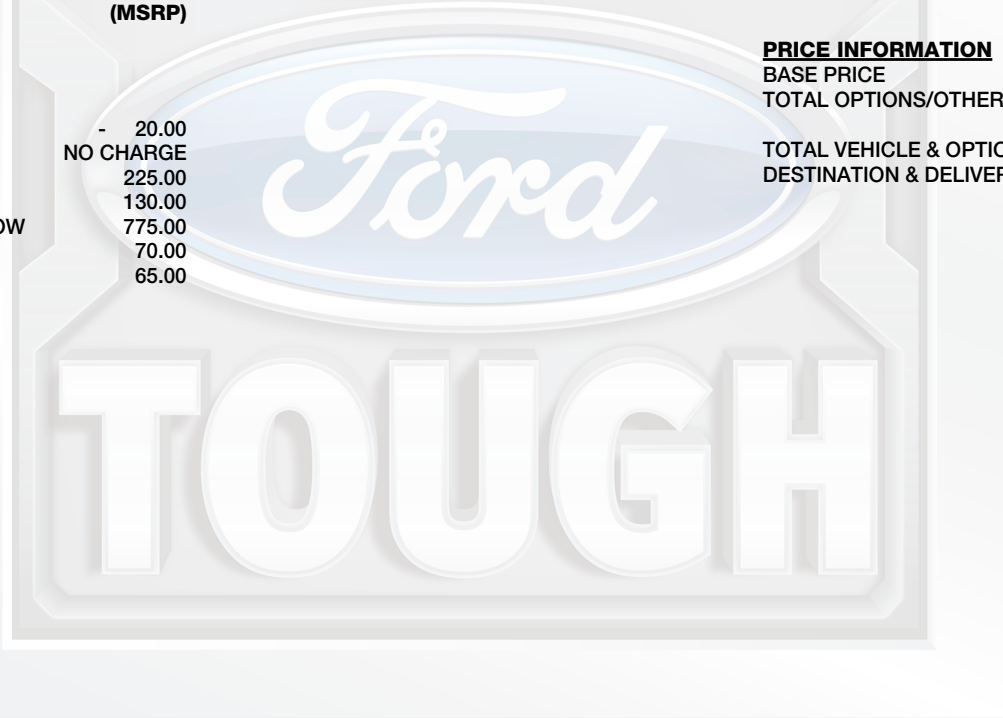 (MSRP)
- 20.00
NO CHARGE
225.00
130.00
OW 775.00
70.00
65.00
PRICE INFORMATION
BASE PRICE
TOTAL OPTIONS/OTHER
TOTAL VEHICLE & OPTIO
DESTINATION & DELIVER
Ford
TOUGH